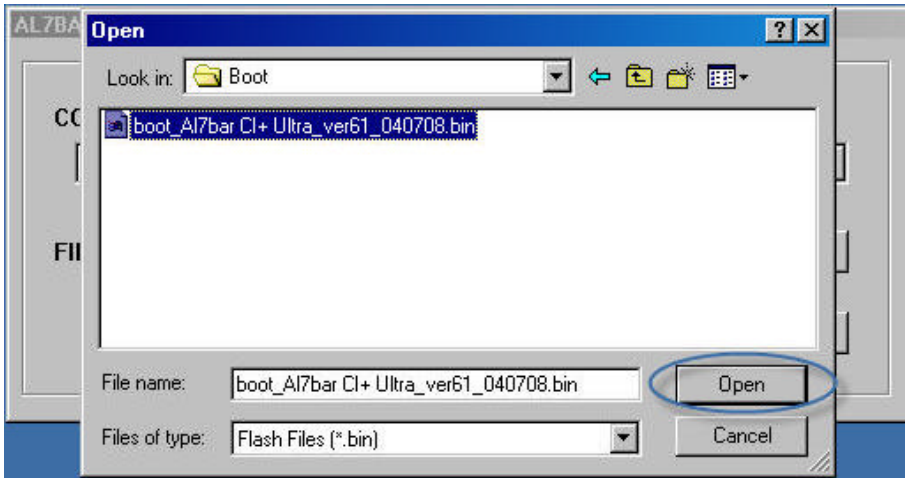 AL7BA
Open
Look in: Boot
CO
boot_Al7bar CI+ Ultra_ver61_040708.bin
FIL
File name: boot_Al7bar CI+ Ultra_ver61_040708.bin Open
Files of type: Flash Files (*.bin) Cancel